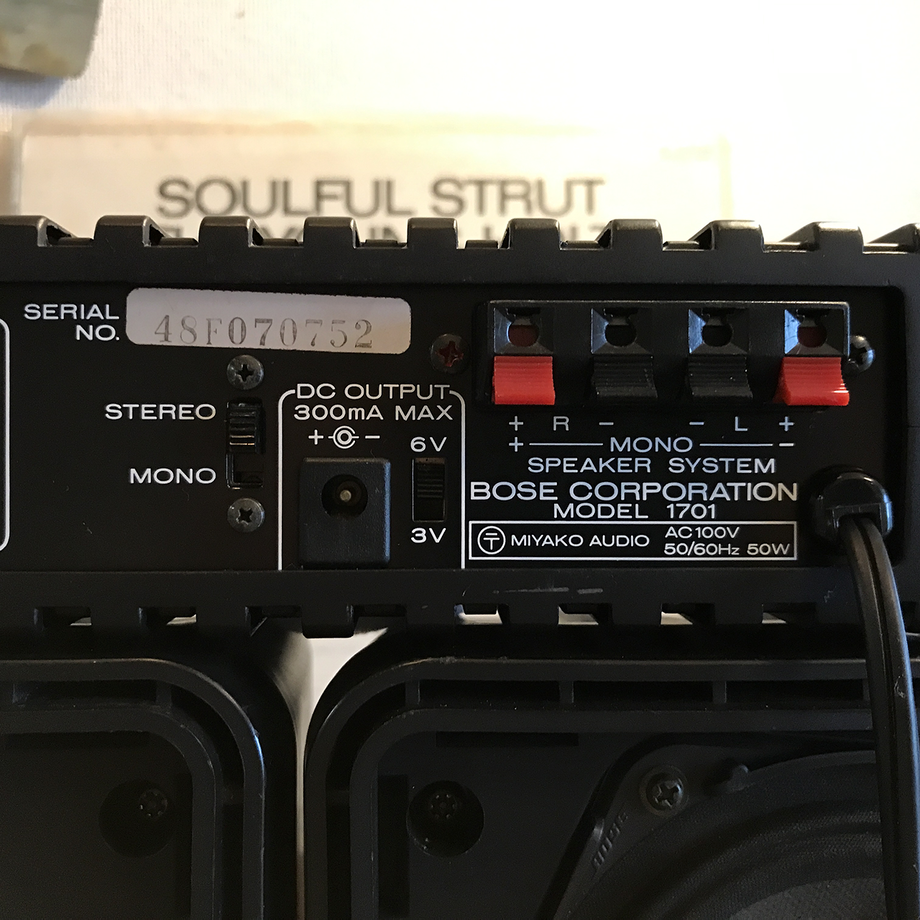 SOULFUL STRUT
SERIAL
NO.
48F070752
STEREO
MONO
DC OUTPUT
300mA MAX
+ −
6V
3V
+ R − − L +
+ MONO −
SPEAKER SYSTEM
BOSE CORPORATION
MODEL 1701
MIYAKO AUDIO
AC100V
50/60Hz 50W